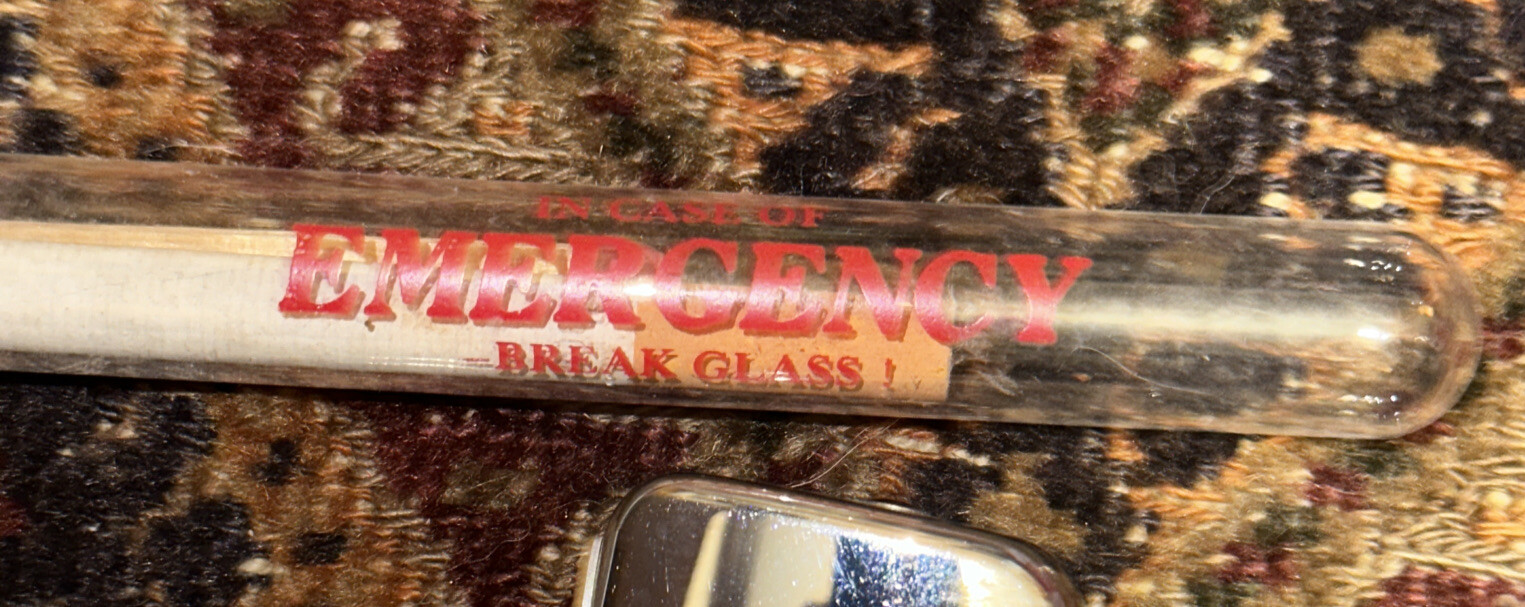 IN CASE OF
EMERGENCY
BREAK GLASS !